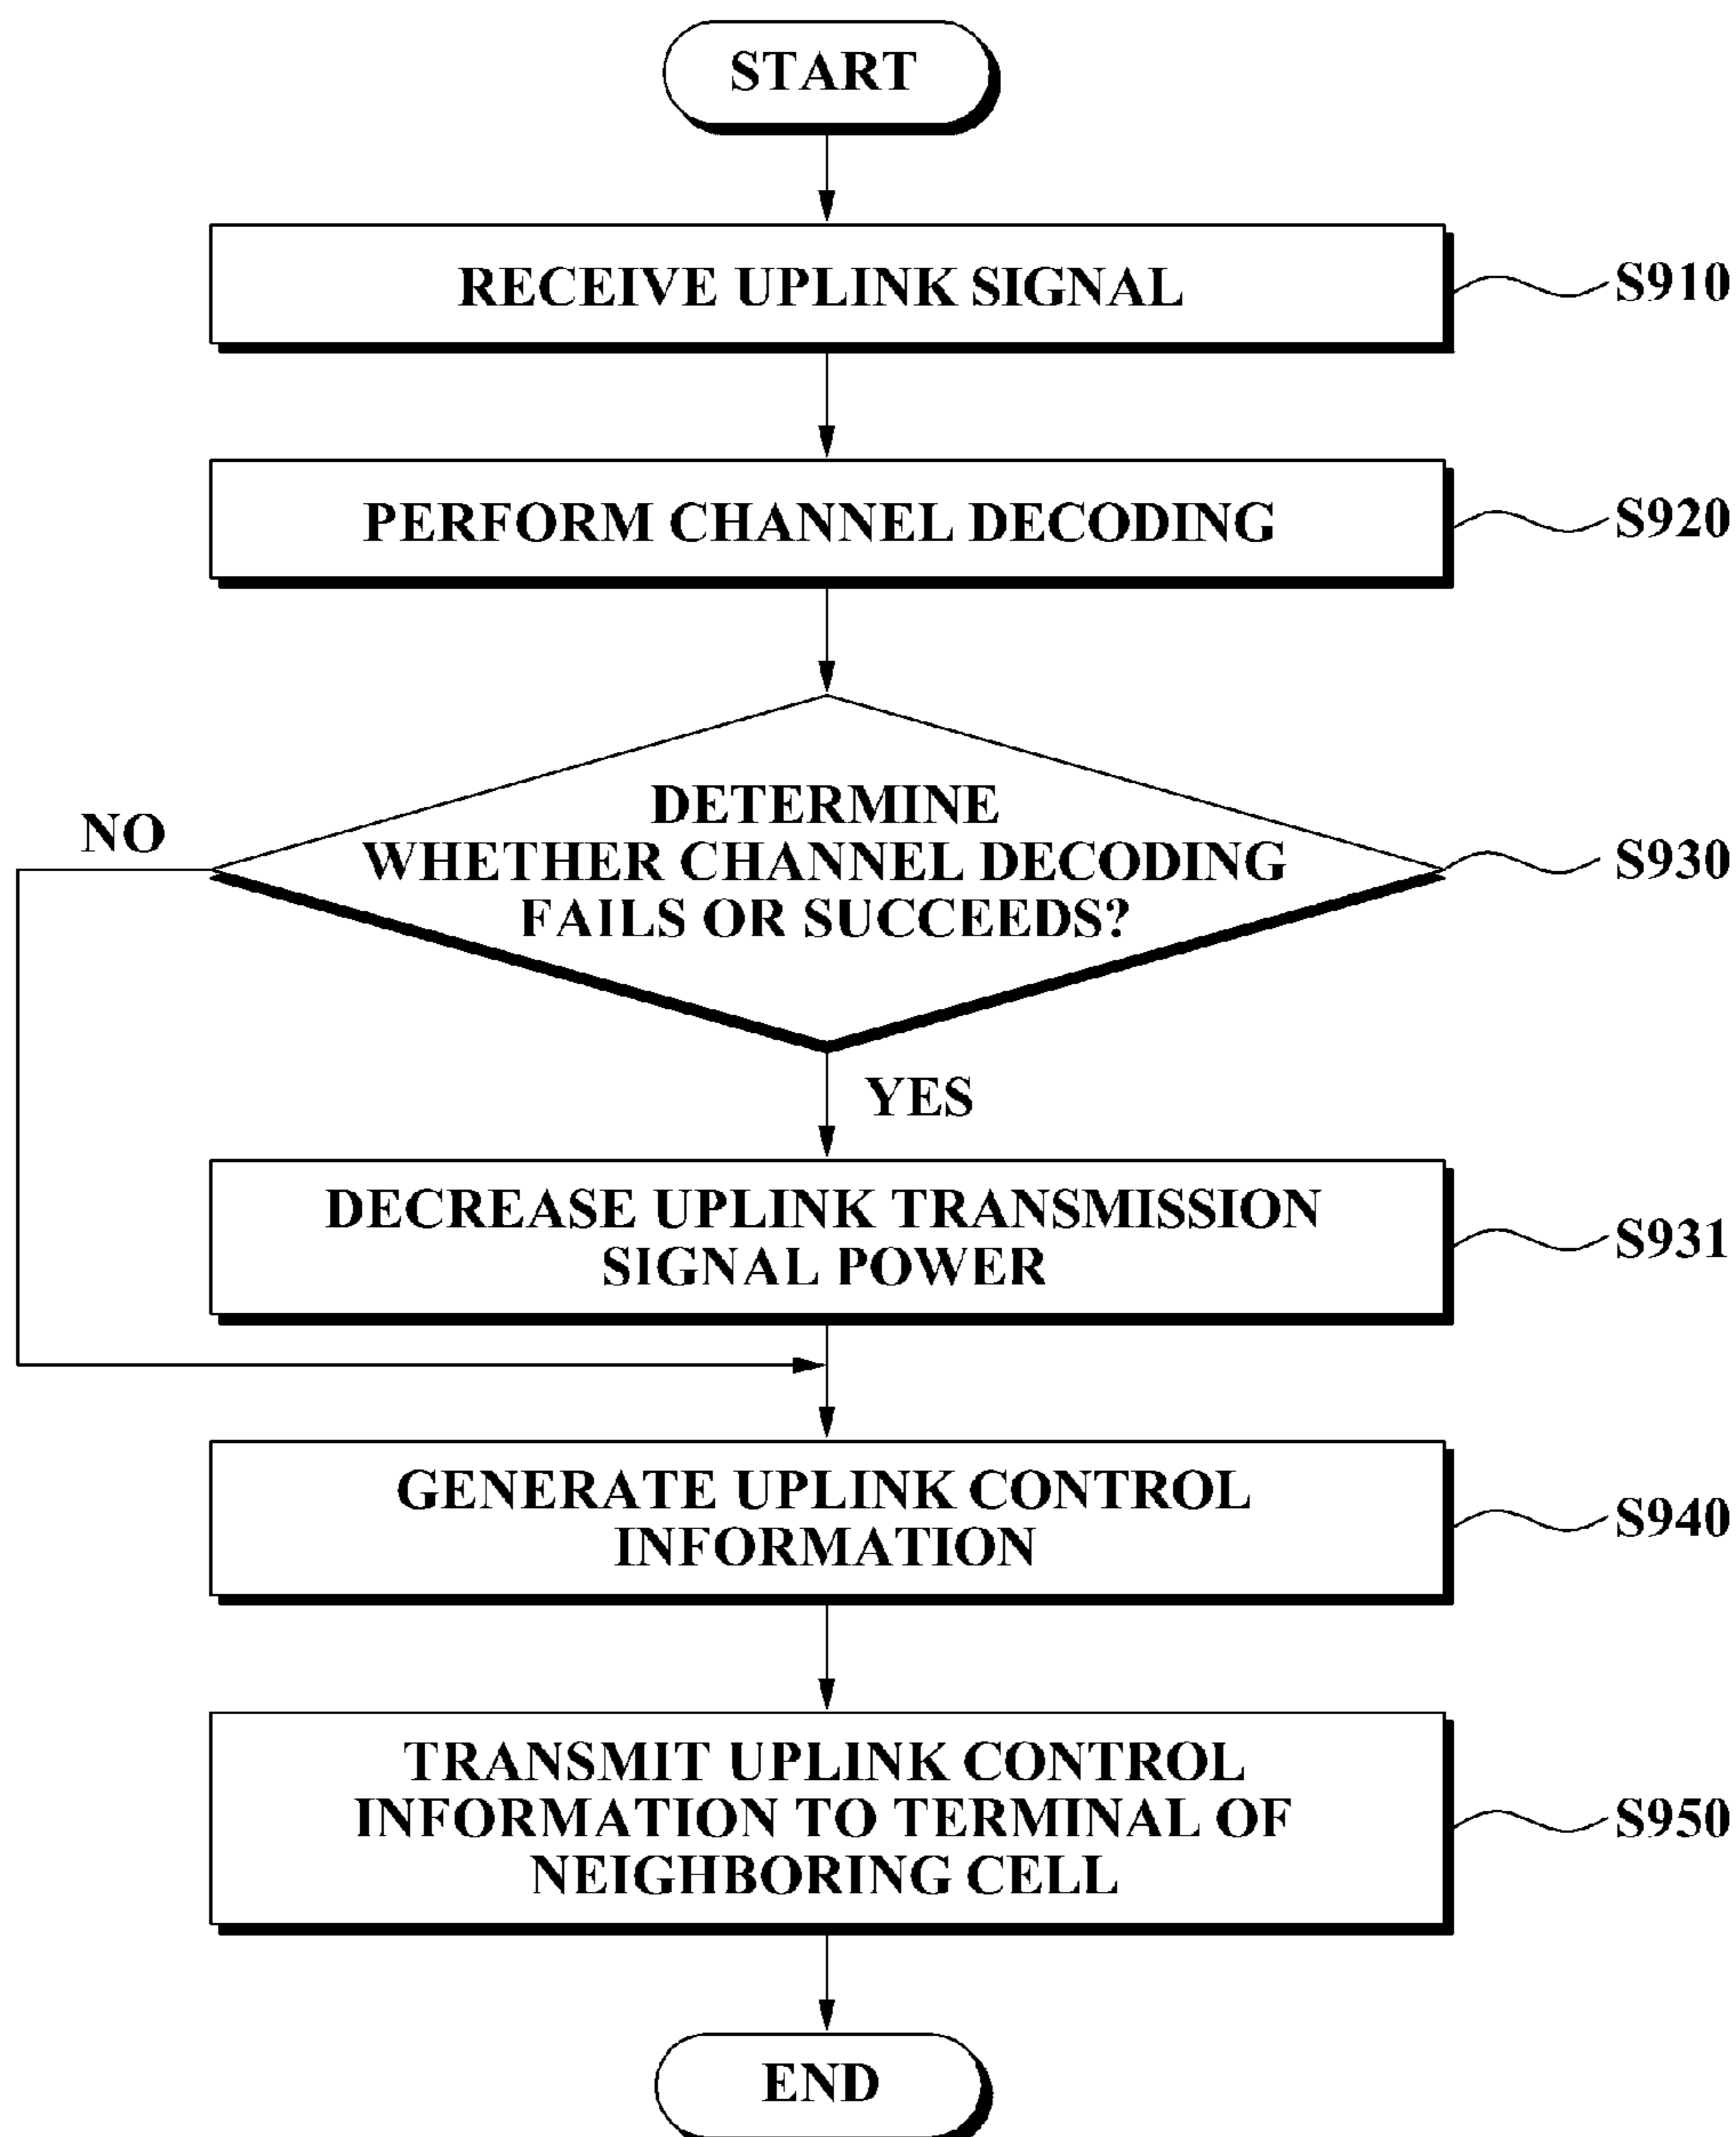 START
RECEIVE UPLINK SIGNAL
S910
PERFORM CHANNEL DECODING
S920
DETERMINE
WHETHER CHANNEL DECODING
FAILS OR SUCCEEDS?
S930
NO
YES
DECREASE UPLINK TRANSMISSION
SIGNAL POWER
S931
GENERATE UPLINK CONTROL
INFORMATION
S940
TRANSMIT UPLINK CONTROL
INFORMATION TO TERMINAL OF
NEIGHBORING CELL
S950
END